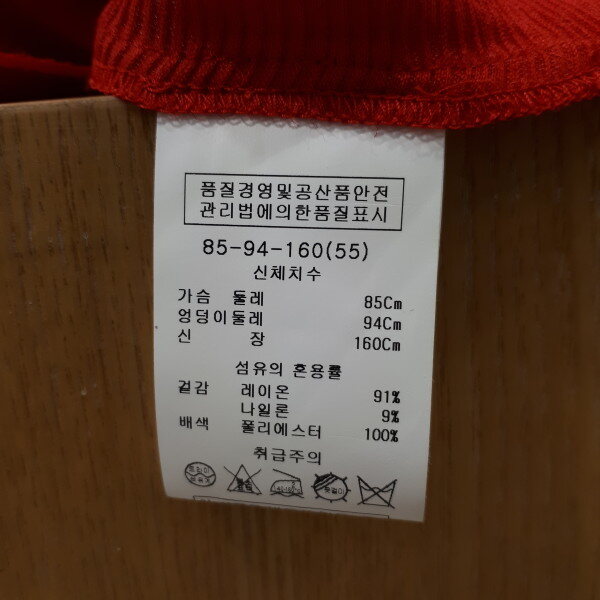 품질경영및공산품안전
관리법에의한품질표시
85-94-160(55)
신체치수
가슴 둘레 85Cm
엉덩이둘레 94Cm
신 장 160Cm
섬유의 혼용률
겉감 레이온 91%
나일론 9%
배색 폴리에스터 100%
취급주의